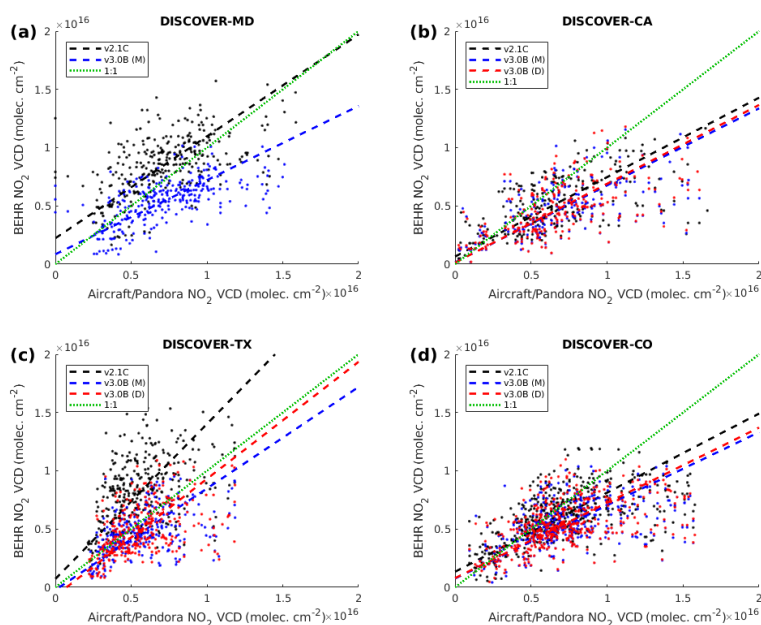 (a)
DISCOVER-MD
×10^16
2
1.5
1
0.5
0
BEHR NO_2 VCD (molec. cm^-2)
v2.1C
v3.0B (M)
1:1
0 0.5 1 1.5 2
Aircraft/Pandora NO_2 VCD (molec. cm^-2) ×10^16
(b)
DISCOVER-CA
×10^16
2
1.5
1
0.5
0
BEHR NO_2 VCD (molec. cm^-2)
v2.1C
v3.0B (M)
v3.0B (D)
1:1
0 0.5 1 1.5 2
Aircraft/Pandora NO_2 VCD (molec. cm^-2) ×10^16
(c)
DISCOVER-TX
×10^16
2
1.5
1
0.5
0
BEHR NO_2 VCD (molec. cm^-2)
v2.1C
v3.0B (M)
v3.0B (D)
1:1
0 0.5 1 1.5 2
Aircraft/Pandora NO_2 VCD (molec. cm^-2) ×10^16
(d)
DISCOVER-CO
×10^16
2
1.5
1
0.5
0
BEHR NO_2 VCD (molec. cm^-2)
v2.1C
v3.0B (M)
v3.0B (D)
1:1
0 0.5 1 1.5 2
Aircraft/Pandora NO_2 VCD (molec. cm^-2) ×10^16